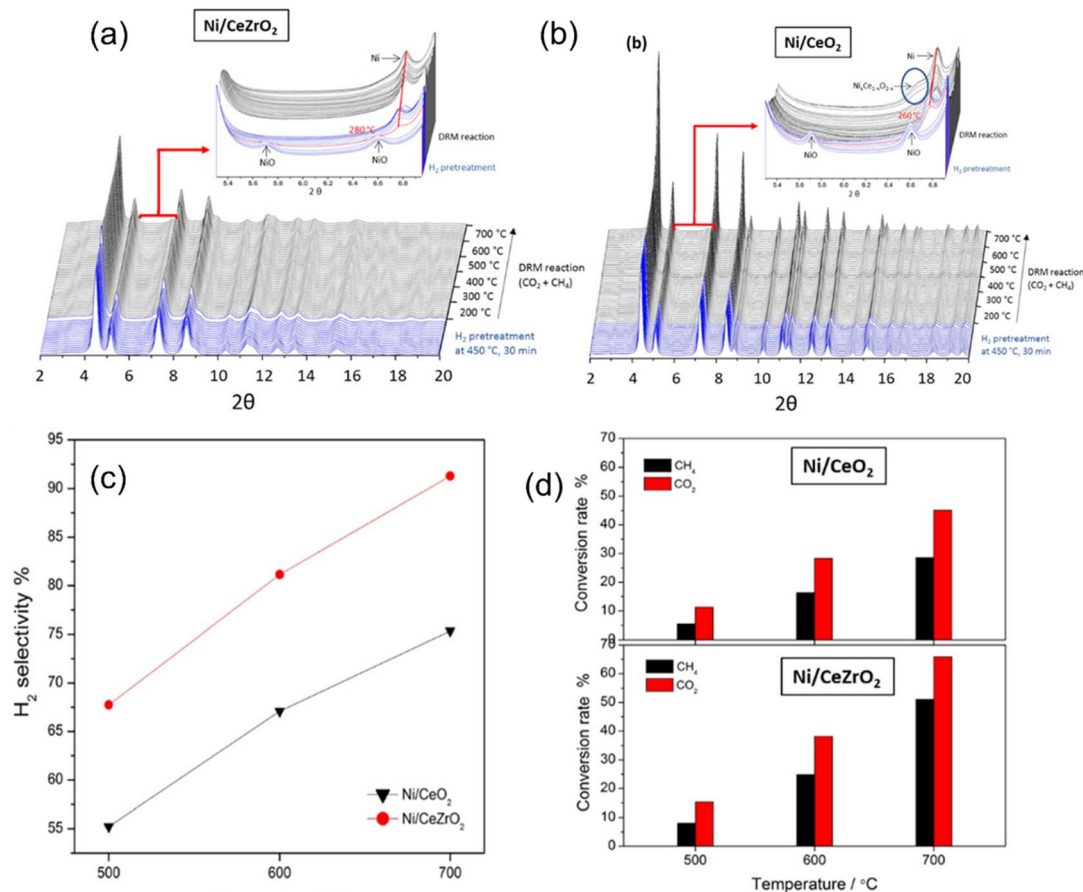 (a)
Ni/CeZrO₂
Ni
280 °C
NiO
NiO
DRM reaction
H₂ pretreatment
5.4 5.6 5.8 6.0 6.2 6.4 6.6 6.8
2 θ
700 °C
600 °C
500 °C
400 °C
300 °C
200 °C
DRM reaction
(CO₂ + CH₄)
H₂ pretreatment
at 450 °C, 30 min
2 4 6 8 10 12 14 16 18 20
2θ
(b)
(b)
Ni/CeO₂
Ni
NiₓCe₁₋ₓO₂₋ₓ
260 °C
NiO
NiO
DRM reaction
H₂ pretreatment
5.4 5.6 5.8 6.0 6.2 6.4 6.6 6.8
2 θ
700 °C
600 °C
500 °C
400 °C
300 °C
200 °C
DRM reaction
(CO₂ + CH₄)
H₂ pretreatment
at 450 °C, 30 min
2 4 6 8 10 12 14 16 18 20
2θ
(c)
H₂ selectivity %
95
90
85
80
75
70
65
60
55
Ni/CeO₂
Ni/CeZrO₂
500 600 700
(d)
Conversion rate %
70
60
50
40
30
20
10
0
CH₄
CO₂
Ni/CeO₂
Conversion rate %
70
60
50
40
30
20
10
0
CH₄
CO₂
Ni/CeZrO₂
500 600 700
Temperature / °C